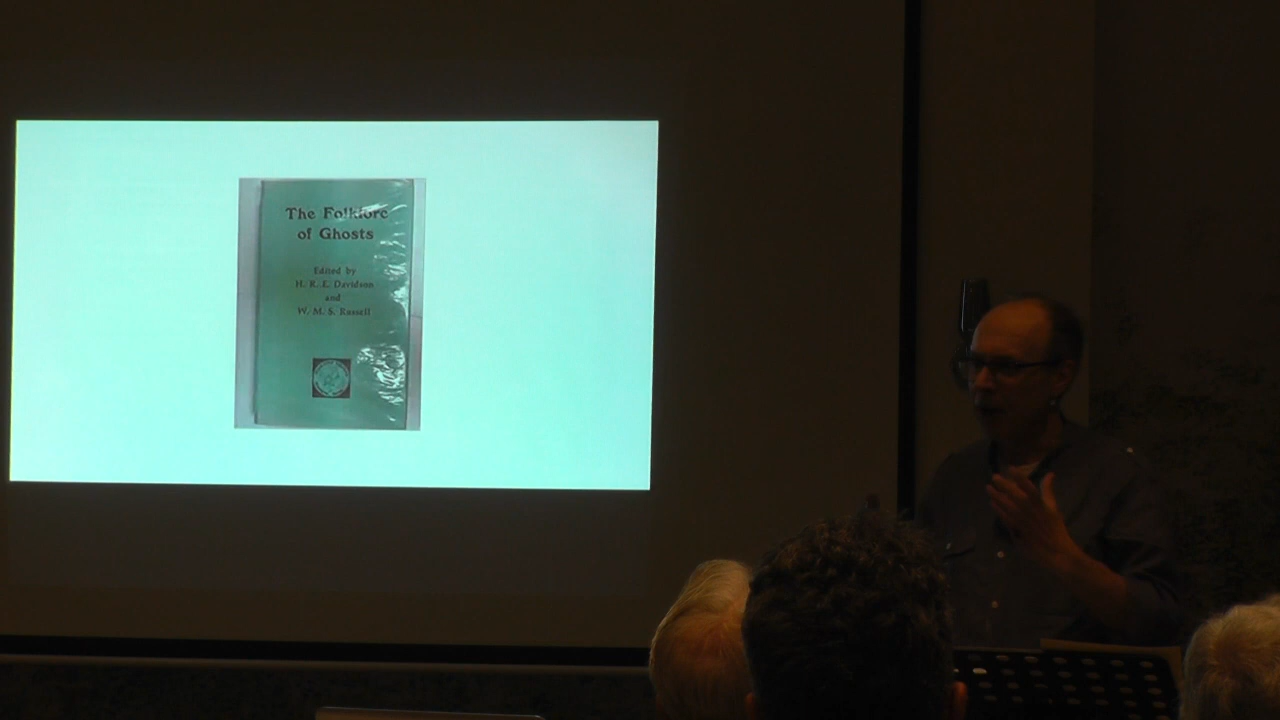 The Folklore
of Ghosts
Edited by
H. R. E. Davidson
and
W. M. S. Russell